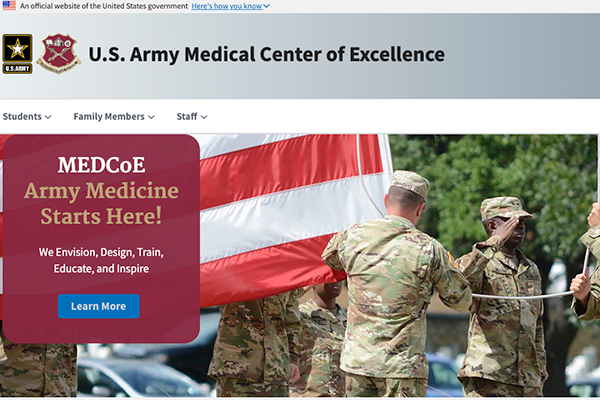 An official website of the United States government Here's how you know
U.S.ARMY
U.S. Army Medical Center of Excellence
Students
Family Members
Staff
MEDCoE
Army Medicine
Starts Here!
We Envision, Design, Train,
Educate, and Inspire
Learn More